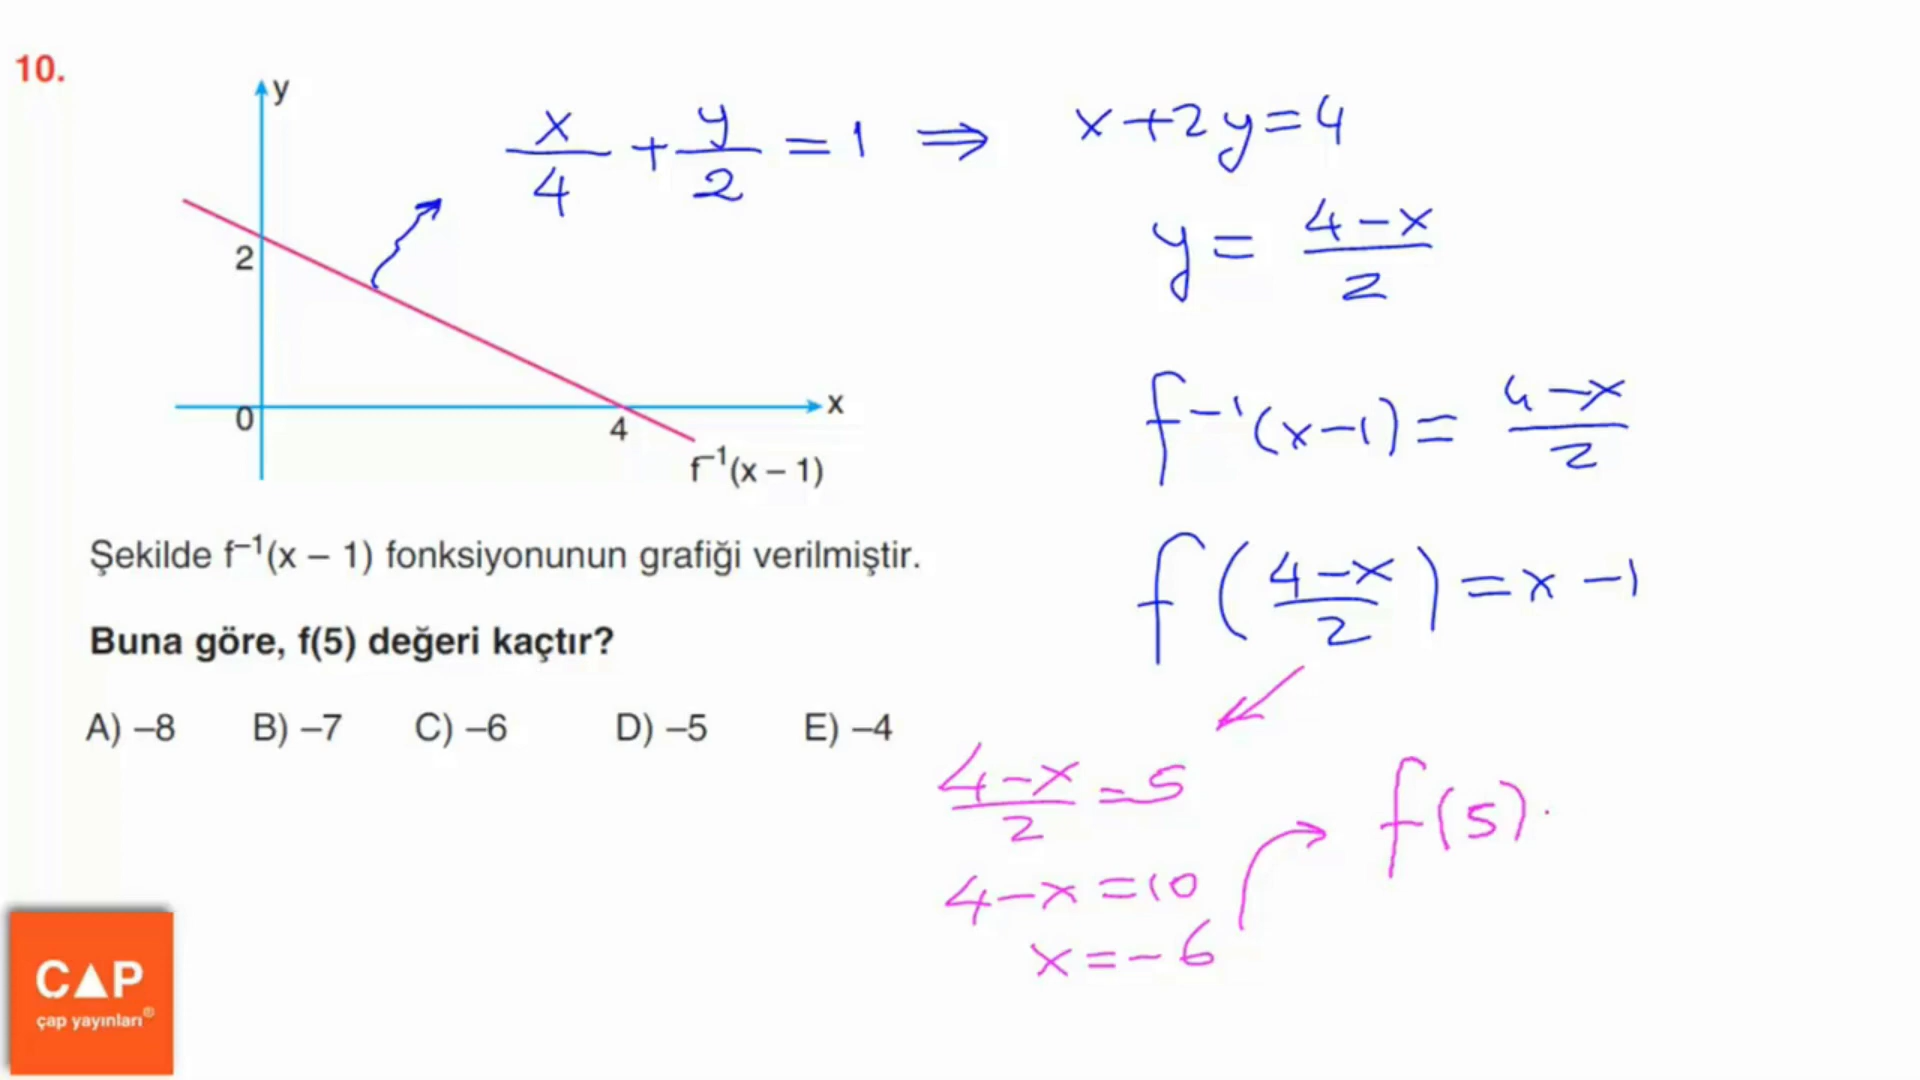 10.
y
x/4 + y/2 = 1 ⇒ x+2y=4
y = (4-x)/2
2
0
4
x
f⁻¹(x – 1)
f⁻¹(x-1) = (4-x)/2
Şekilde f⁻¹(x – 1) fonksiyonunun grafiği verilmiştir.
f((4-x)/2) = x-1
Buna göre, f(5) değeri kaçtır?
A) –8 B) –7 C) –6 D) –5 E) –4
(4-x)/2 = 5
4-x = 10
x = -6
f(5)
CAP
çap yayınları®